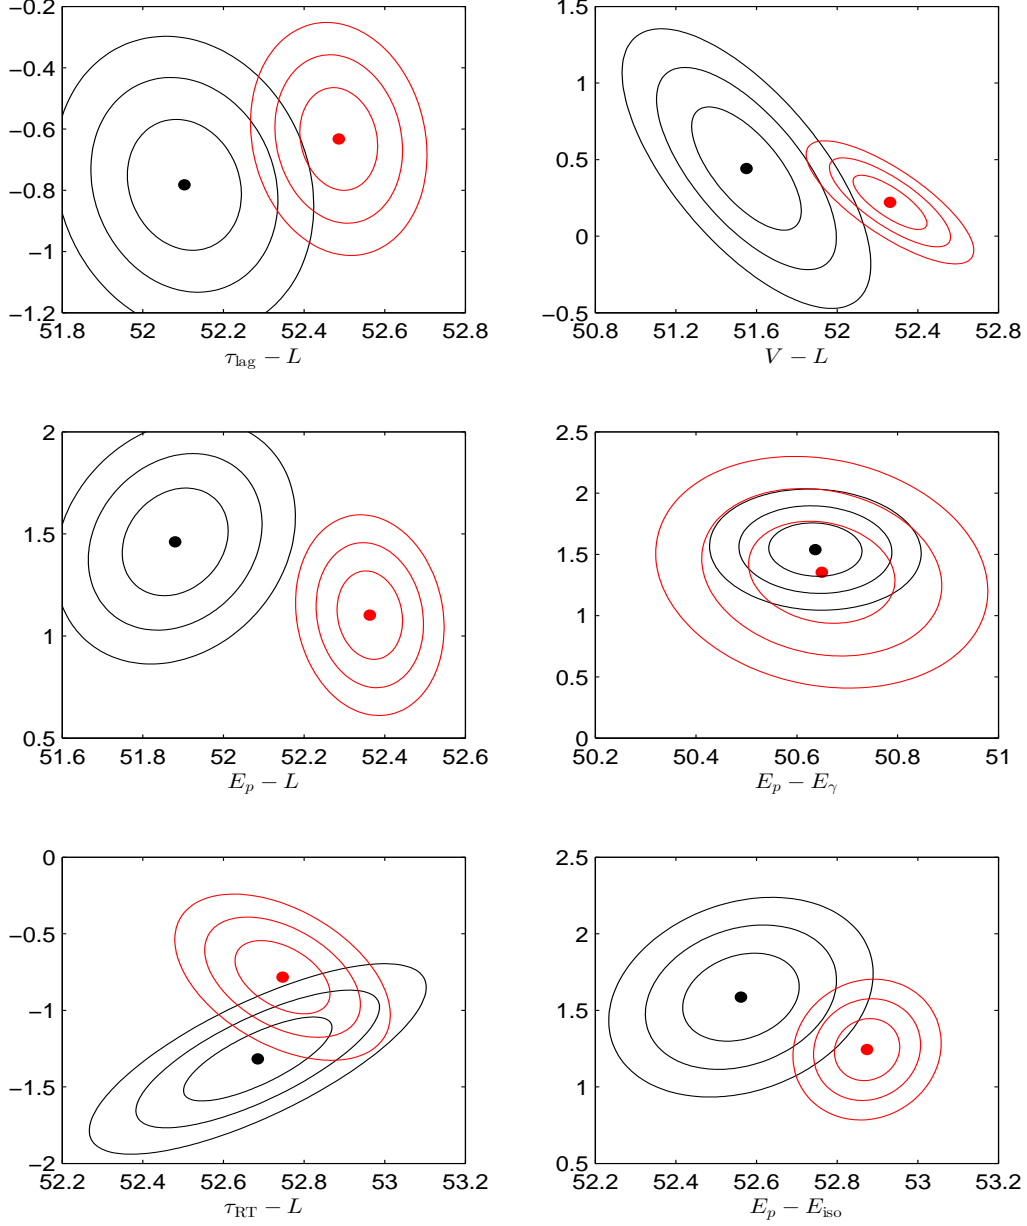 −0.2 1.5
−0.4 1
−0.6 0.5
−0.8 0
−1 −0.5
−1.2
51.8 52 52.2 52.4 52.6 52.8 50.8 51.2 51.6 52 52.4 52.8
τlag − L V − L
2 2.5
1.5 2
1 1.5
0.5 1
0.5
0
51.6 51.8 52 52.2 52.4 52.6 50.2 50.4 50.6 50.8 51
Ep − L Ep − Eγ
0 2.5
−0.5 2
−1 1.5
−1.5 1
−2 0.5
52.2 52.4 52.6 52.8 53 53.2 52.2 52.4 52.6 52.8 53 53.2
τRT − L Ep − Eiso